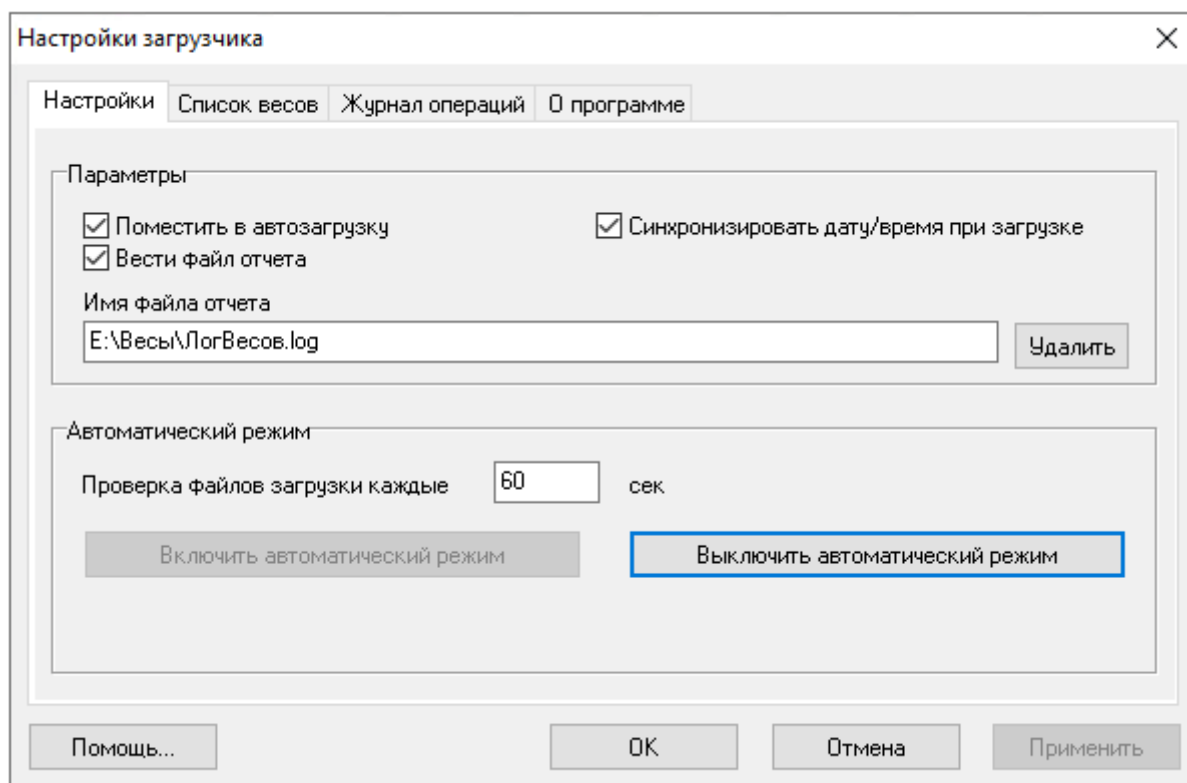 Настройки загрузчика
Настройки Список весов Журнал операций О программе
Параметры
Поместить в автозагрузку Синхронизировать дату/время при загрузке
Вести файл отчета
Имя файла отчета
E:\Весы\ЛогВесов.log Удалить
Автоматический режим
Проверка файлов загрузки каждые 60 сек
Включить автоматический режим Выключить автоматический режим
Помощь... OK Отмена Применить